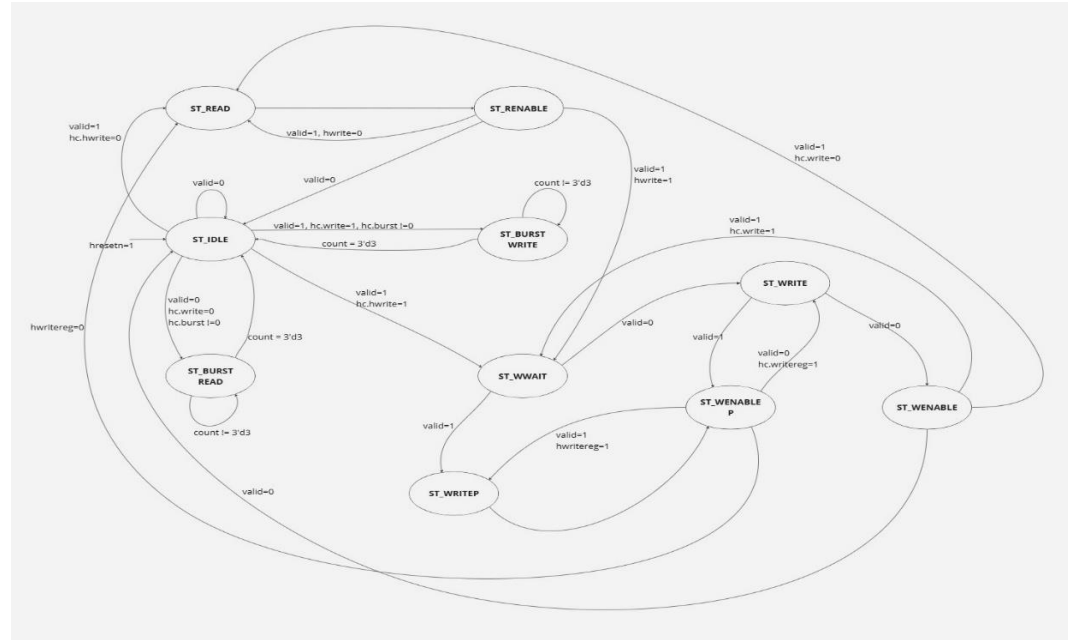 ST_READ
ST_RENABLE
valid=1
hc.hwrite=0
valid=1, hwrite=0
valid=1
hc.write=0
valid=0
valid=0
valid=1
hwrite=1
count != 3'd3
valid=1, hc.write=1, hc.burst !=0
valid=1
hc.write=1
hresetn=1
ST_IDLE
count = 3'd3
ST_BURST
WRITE
ST_WRITE
valid=0
hc.write=0
hc.burst !=0
valid=1
hc.hwrite=1
hwritereg=0
count = 3'd3
valid=0
valid=1
valid=0
valid=0
hc.writereg=1
ST_BURST
READ
ST_WWAIT
ST_WENABLE
P
ST_WENABLE
count != 3'd3
valid=1
valid=1
hwritereg=1
valid=0
ST_WRITEP